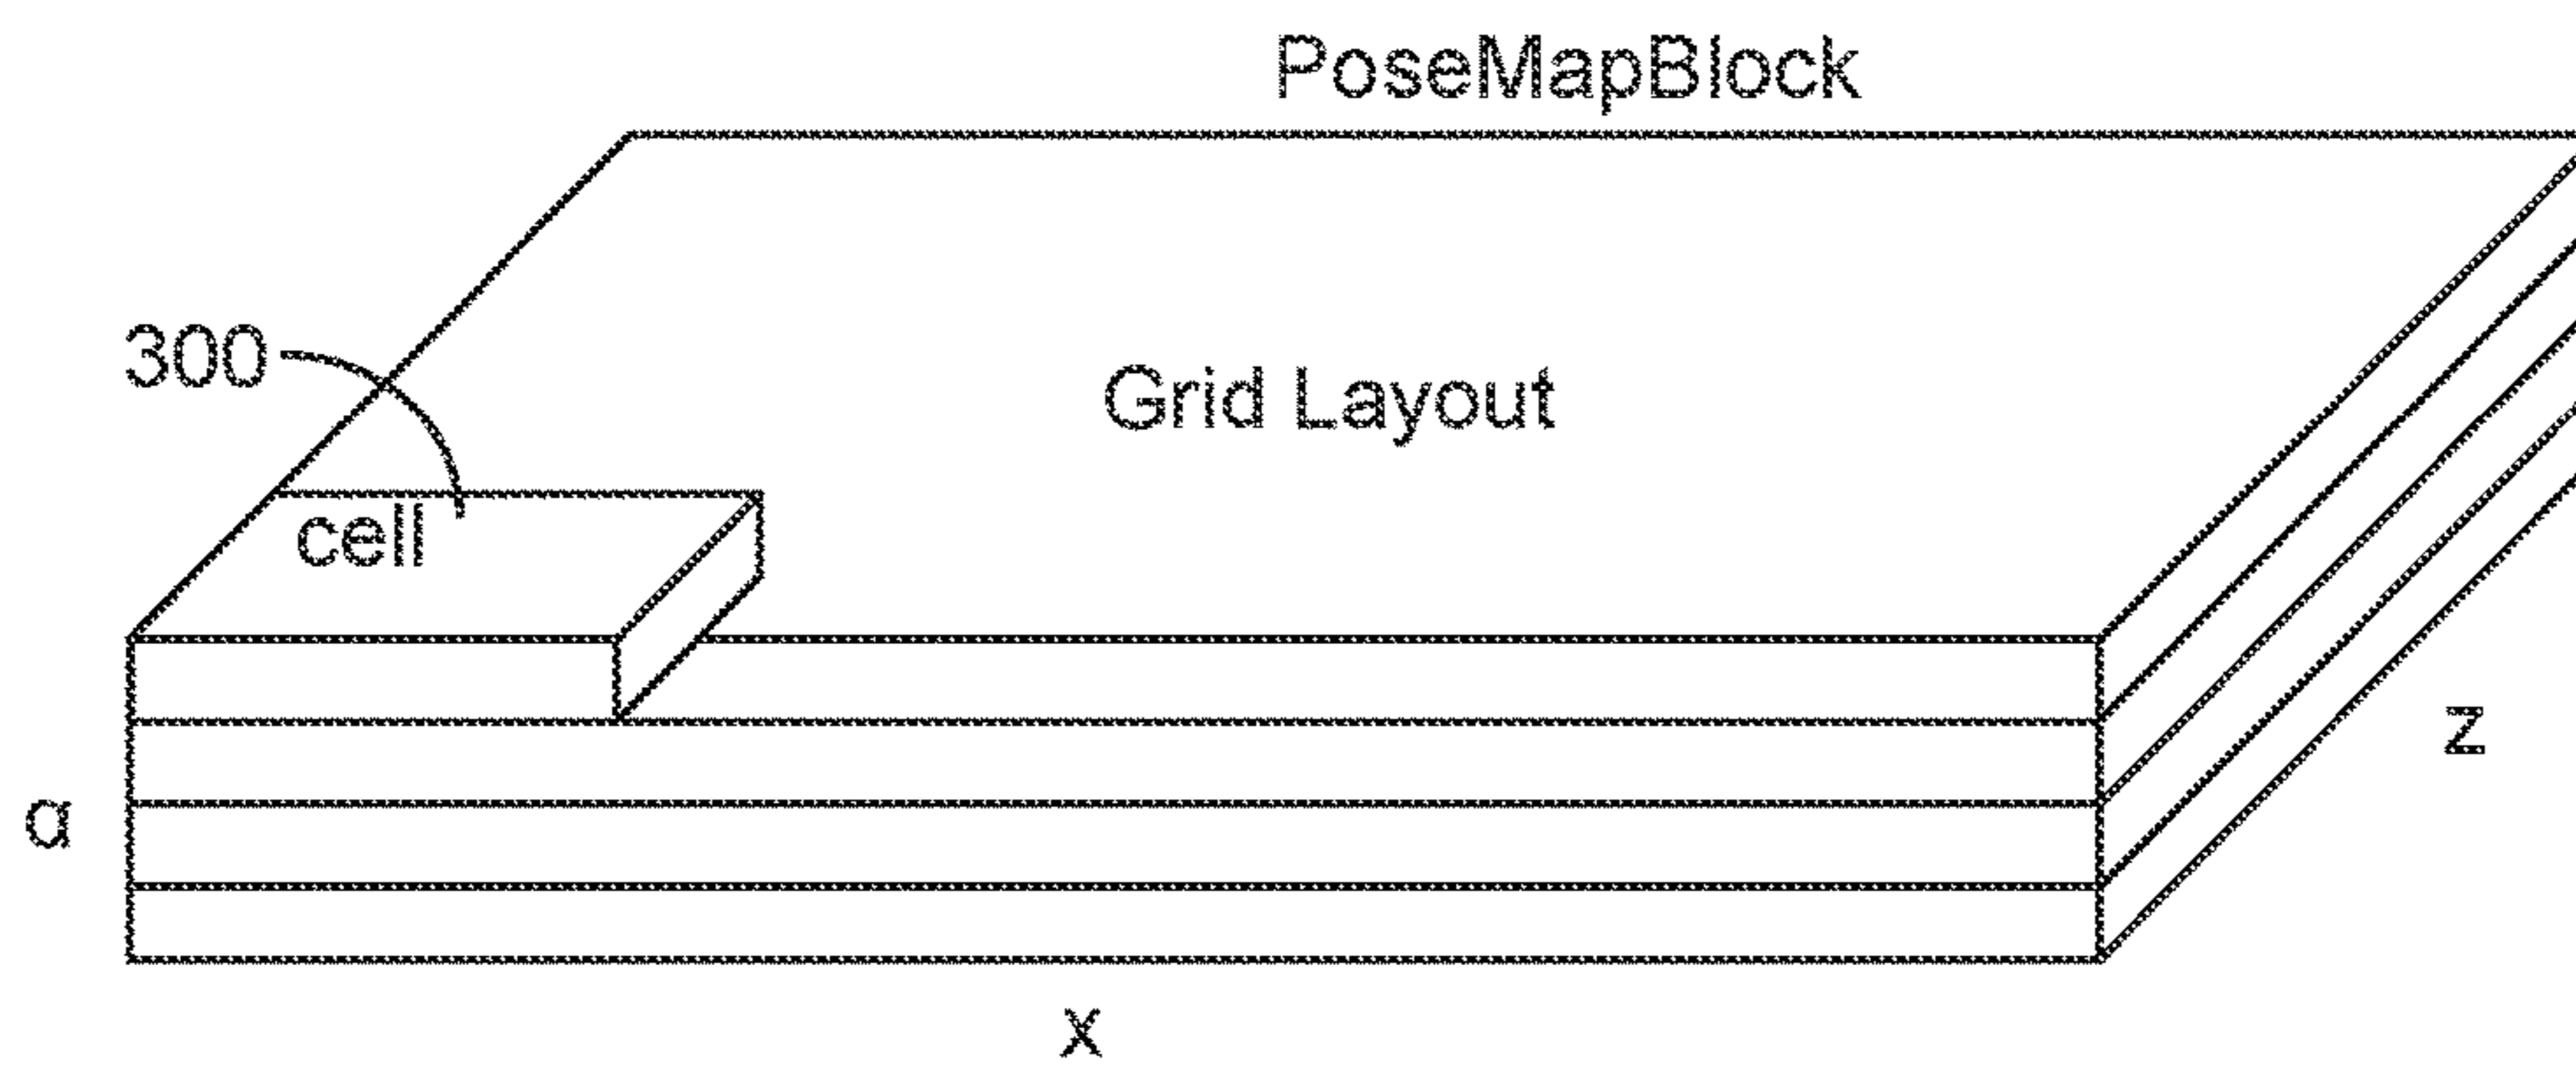 PoseMapBlock
300
Grid Layout
cell
α
z
x